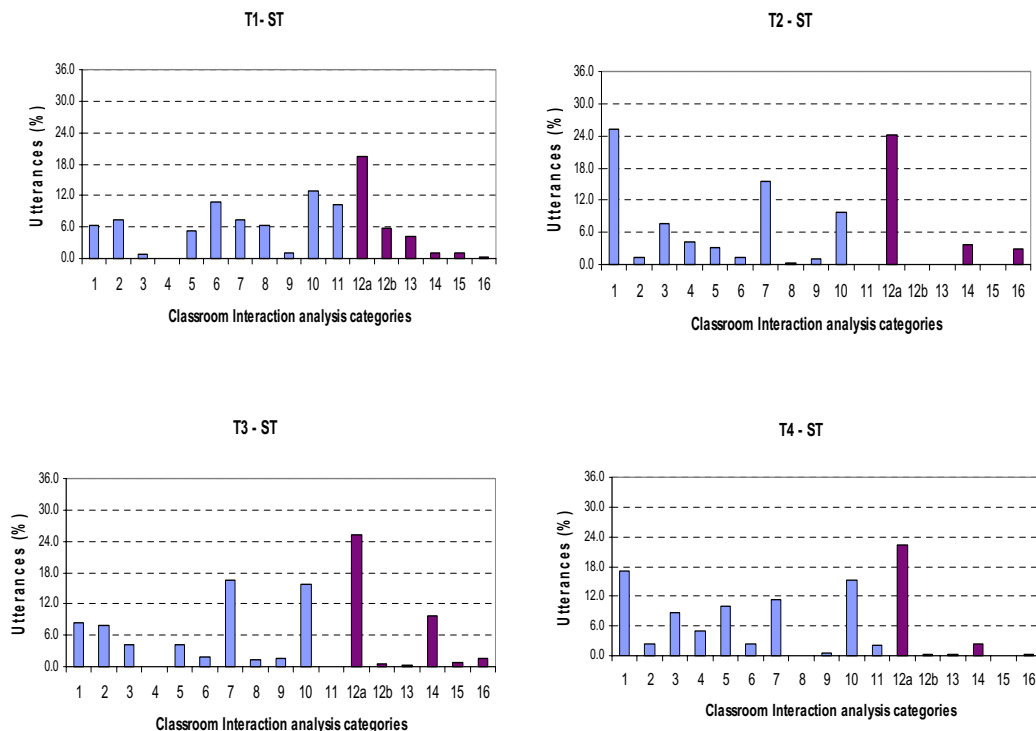 T1- ST
36.0
30.0
24.0
18.0
12.0
6.0
0.0
Utterances (%)
1 2 3 4 5 6 7 8 9 10 11 12a 12b 13 14 15 16
Classroom Interaction analysis categories
T2 - ST
36.0
30.0
24.0
18.0
12.0
6.0
0.0
Utterances (%)
1 2 3 4 5 6 7 8 9 10 11 12a 12b 13 14 15 16
Classroom Interaction analysis categories
T3 - ST
36.0
30.0
24.0
18.0
12.0
6.0
0.0
Utterances (%)
1 2 3 4 5 6 7 8 9 10 11 12a 12b 13 14 15 16
Classroom Interaction analysis categories
T4 - ST
36.0
30.0
24.0
18.0
12.0
6.0
0.0
Utterances (%)
1 2 3 4 5 6 7 8 9 10 11 12a 12b 13 14 15 16
Classroom Interaction analysis categories